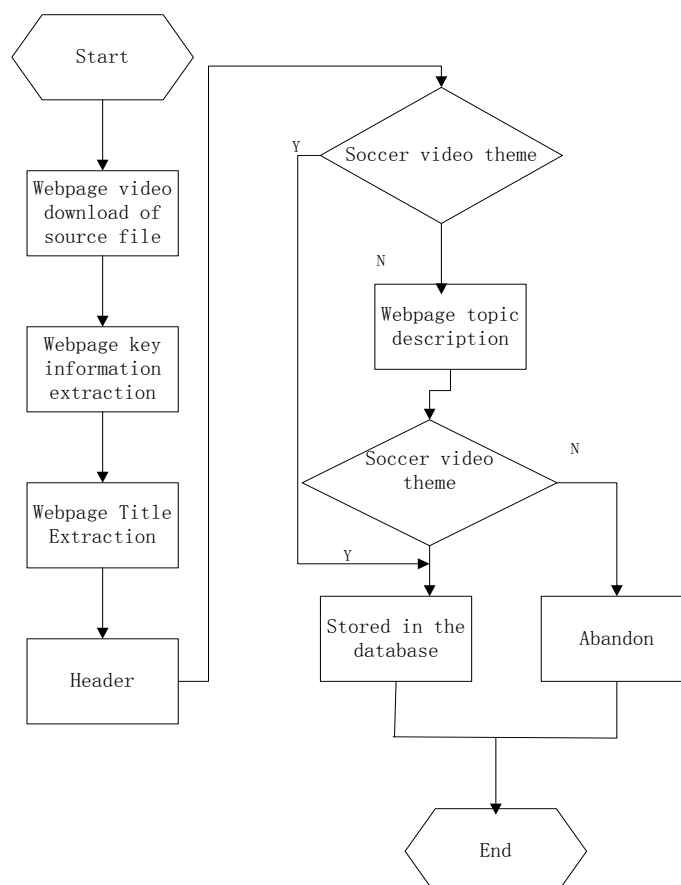 Start
Webpage video
download of
source file
Webpage key
information
extraction
Webpage Title
Extraction
Header
Soccer video theme
Y
N
Webpage topic
description
Soccer video
theme
N
Y
Stored in the
database
Abandon
End